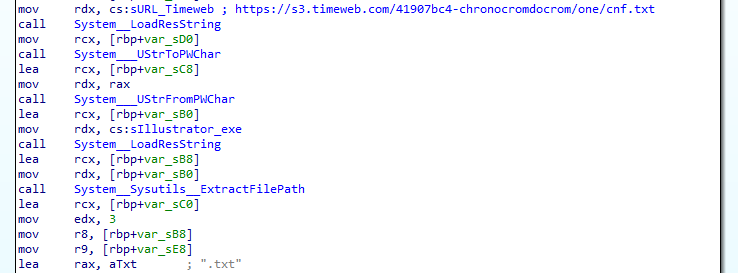 mov rdx, cs:sURL_Timeweb ; https://s3.timeweb.com/41907bc4-chronocromdocrom/one/cnf.txt
call System__LoadResString
mov rcx, [rbp+var_sD0]
call System___UStrToPWChar
lea rcx, [rbp+var_sC8]
mov rdx, rax
call System___UStrFromPWChar
lea rcx, [rbp+var_sB0]
mov rdx, cs:sIllustrator_exe
call System__LoadResString
lea rcx, [rbp+var_sB8]
mov rdx, [rbp+var_sB0]
call System__Sysutils__ExtractFilePath
lea rcx, [rbp+var_sC0]
mov edx, 3
mov r8, [rbp+var_sB8]
mov r9, [rbp+var_sE8]
lea rax, aTxt ; ".txt"